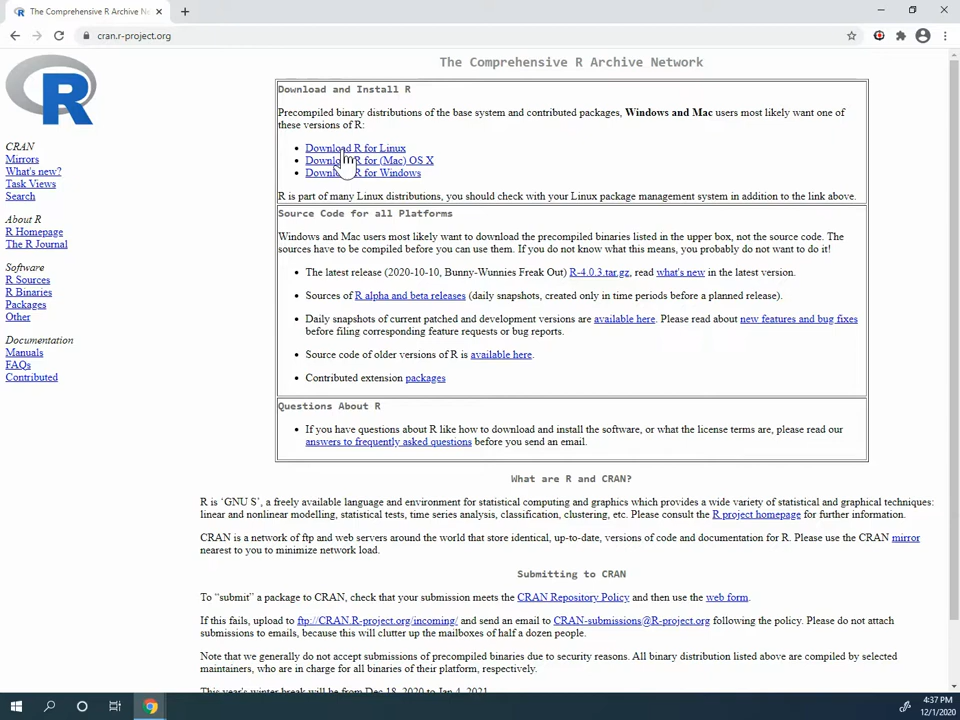 The Comprehensive R Archive Ne
cran.r-project.org
R
CRAN
Mirrors
What's new?
Task Views
Search
About R
R Homepage
The R Journal
Software
R Sources
R Binaries
Packages
Other
Documentation
Manuals
FAQs
Contributed
The Comprehensive R Archive Network
Download and Install R
Precompiled binary distributions of the base system and contributed packages, Windows and Mac users most likely want one of
these versions of R:
Download R for Linux
Download R for (Mac) OS X
Download R for Windows
R is part of many Linux distributions, you should check with your Linux package management system in addition to the link above.
Source Code for all Platforms
Windows and Mac users most likely want to download the precompiled binaries listed in the upper box, not the source code. The
sources have to be compiled before you can use them. If you do not know what this means, you probably do not want to do it!
The latest release (2020-10-10, Bunny-Wunnies Freak Out) R-4.0.3.tar.gz, read what's new in the latest version.
Sources of R alpha and beta releases (daily snapshots, created only in time periods before a planned release).
Daily snapshots of current patched and development versions are available here. Please read about new features and bug fixes
before filing corresponding feature requests or bug reports.
Source code of older versions of R is available here.
Contributed extension packages
Questions About R
If you have questions about R like how to download and install the software, or what the license terms are, please read our
answers to frequently asked questions before you send an email.
What are R and CRAN?
R is ‘GNU S’, a freely available language and environment for statistical computing and graphics which provides a wide variety of statistical and graphical techniques:
linear and nonlinear modelling, statistical tests, time series analysis, classification, clustering, etc. Please consult the R project homepage for further information.
CRAN is a network of ftp and web servers around the world that store identical, up-to-date, versions of code and documentation for R. Please use the CRAN mirror
nearest to you to minimize network load.
Submitting to CRAN
To “submit” a package to CRAN, check that your submission meets the CRAN Repository Policy and then use the web form.
If this fails, upload to ftp://CRAN.R-project.org/incoming/ and send an email to CRAN-submissions@R-project.org following the policy. Please do not attach
submissions to emails, because this will clutter up the mailboxes of half a dozen people.
Note that we generally do not accept submissions of precompiled binaries due to security reasons. All binary distribution listed above are compiled by selected
maintainers, who are in charge for all binaries of their platform, respectively.
This year's winter break will be from Dec 18, 2020 to Jan 4, 2021.
4:37 PM
12/1/2020